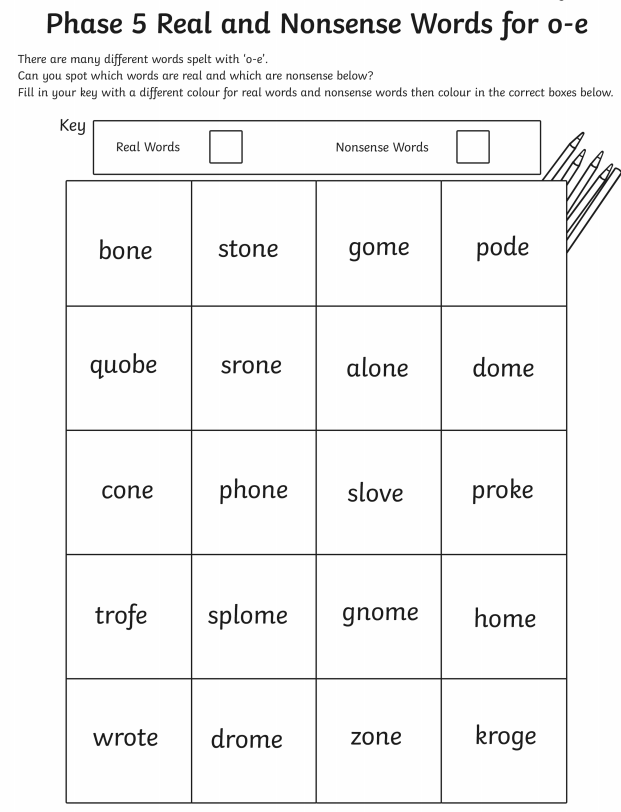 Phase 5 Real and Nonsense Words for o-e
There are many different words spelt with 'o-e'.
Can you spot which words are real and which are nonsense below?
Fill in your key with a different colour for real words and nonsense words then colour in the correct boxes below.
Key
Real Words Nonsense Words
bone stone gome pode
quobe srone alone dome
cone phone slove proke
trofe splome gnome home
wrote drome zone kroge